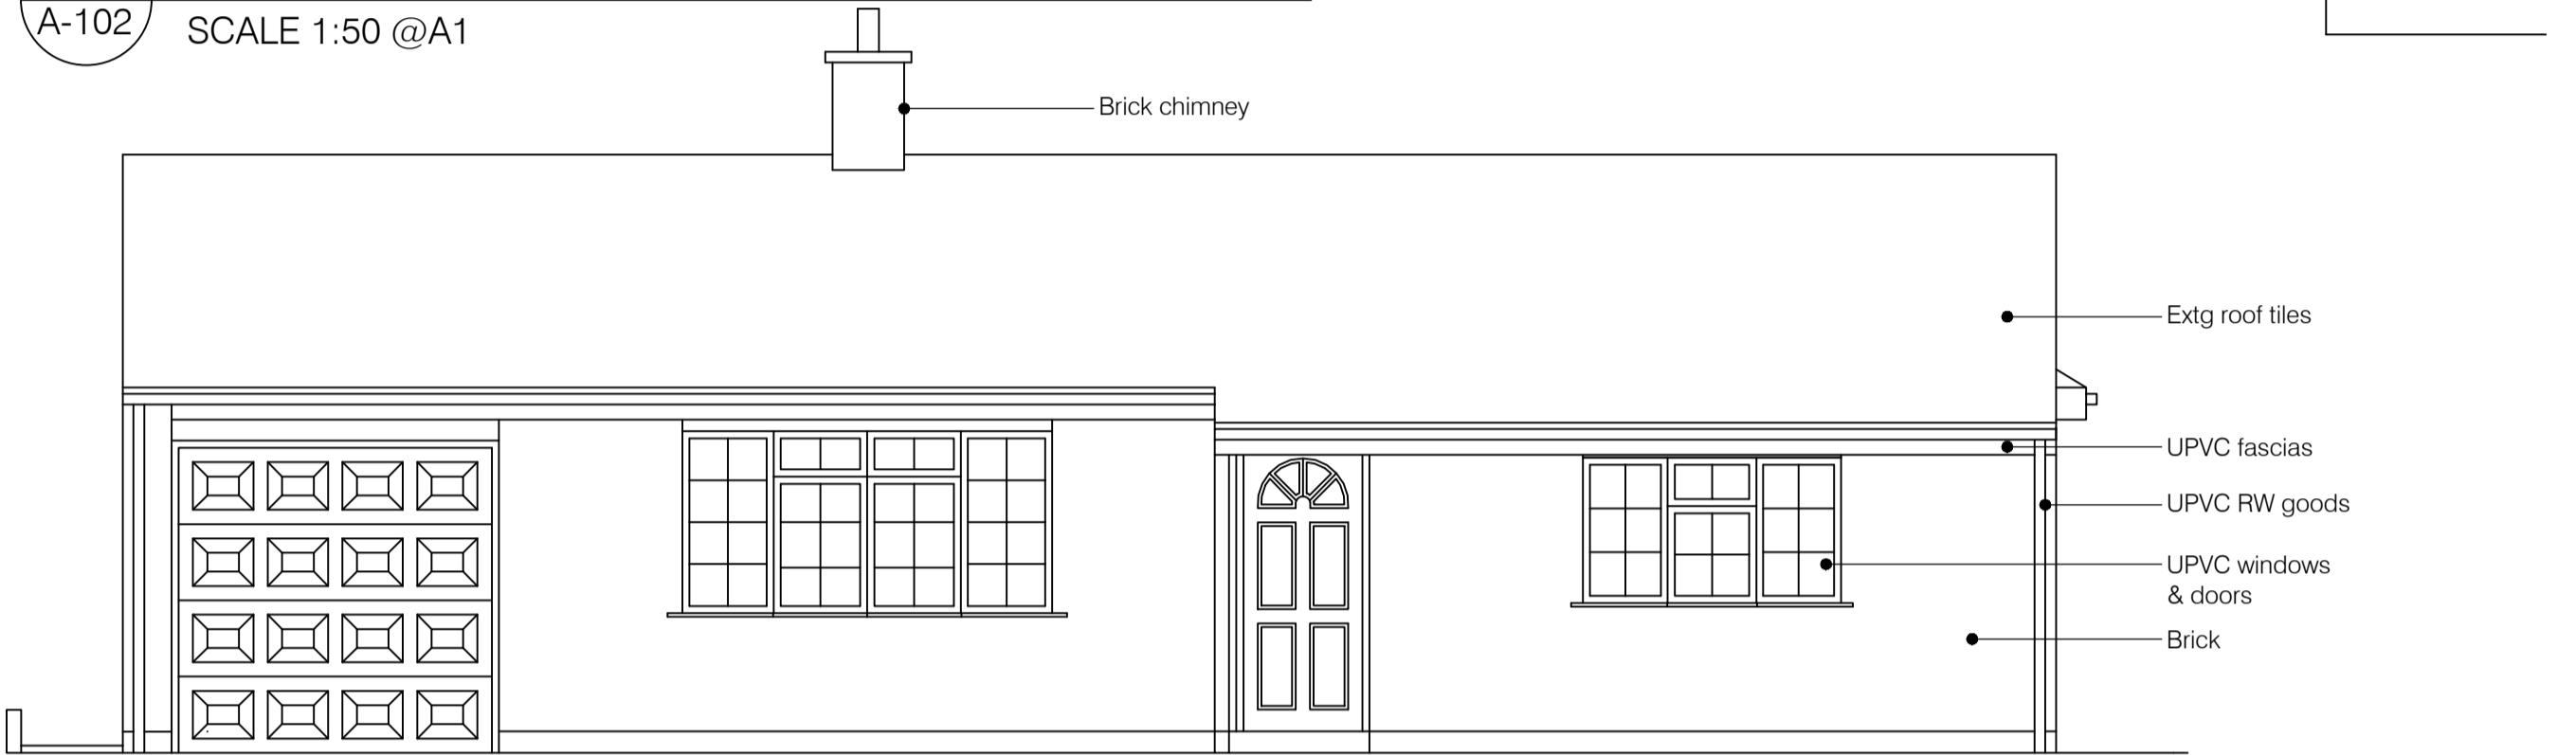 A-102
SCALE 1:50 @A1
Brick chimney
Extg roof tiles
UPVC fascias
UPVC RW goods
UPVC windows
& doors
Brick